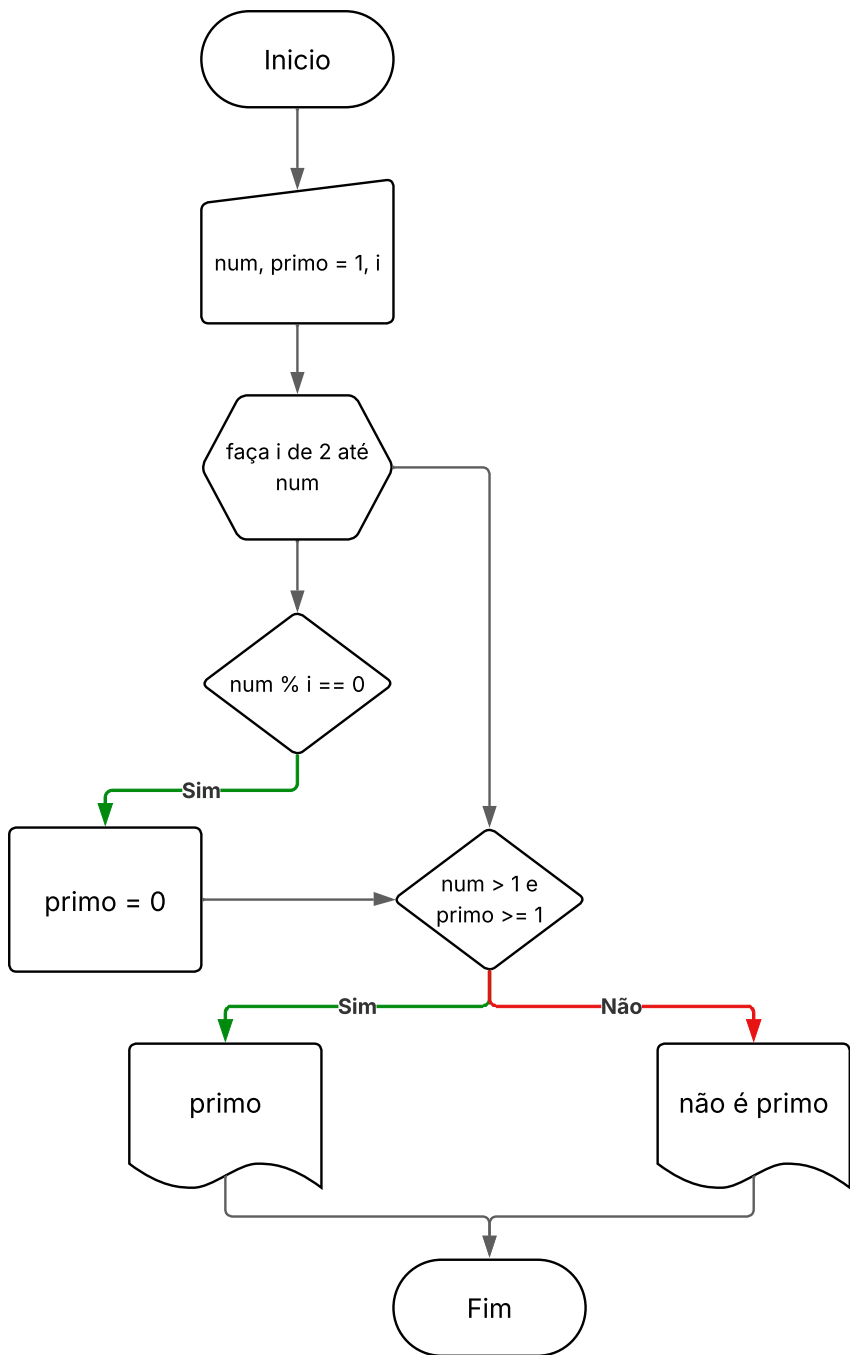 Inicio
num, primo = 1, i
faça i de 2 até
num
num % i == 0
Sim
primo = 0
num > 1 e
primo >= 1
Sim
Não
primo
não é primo
Fim